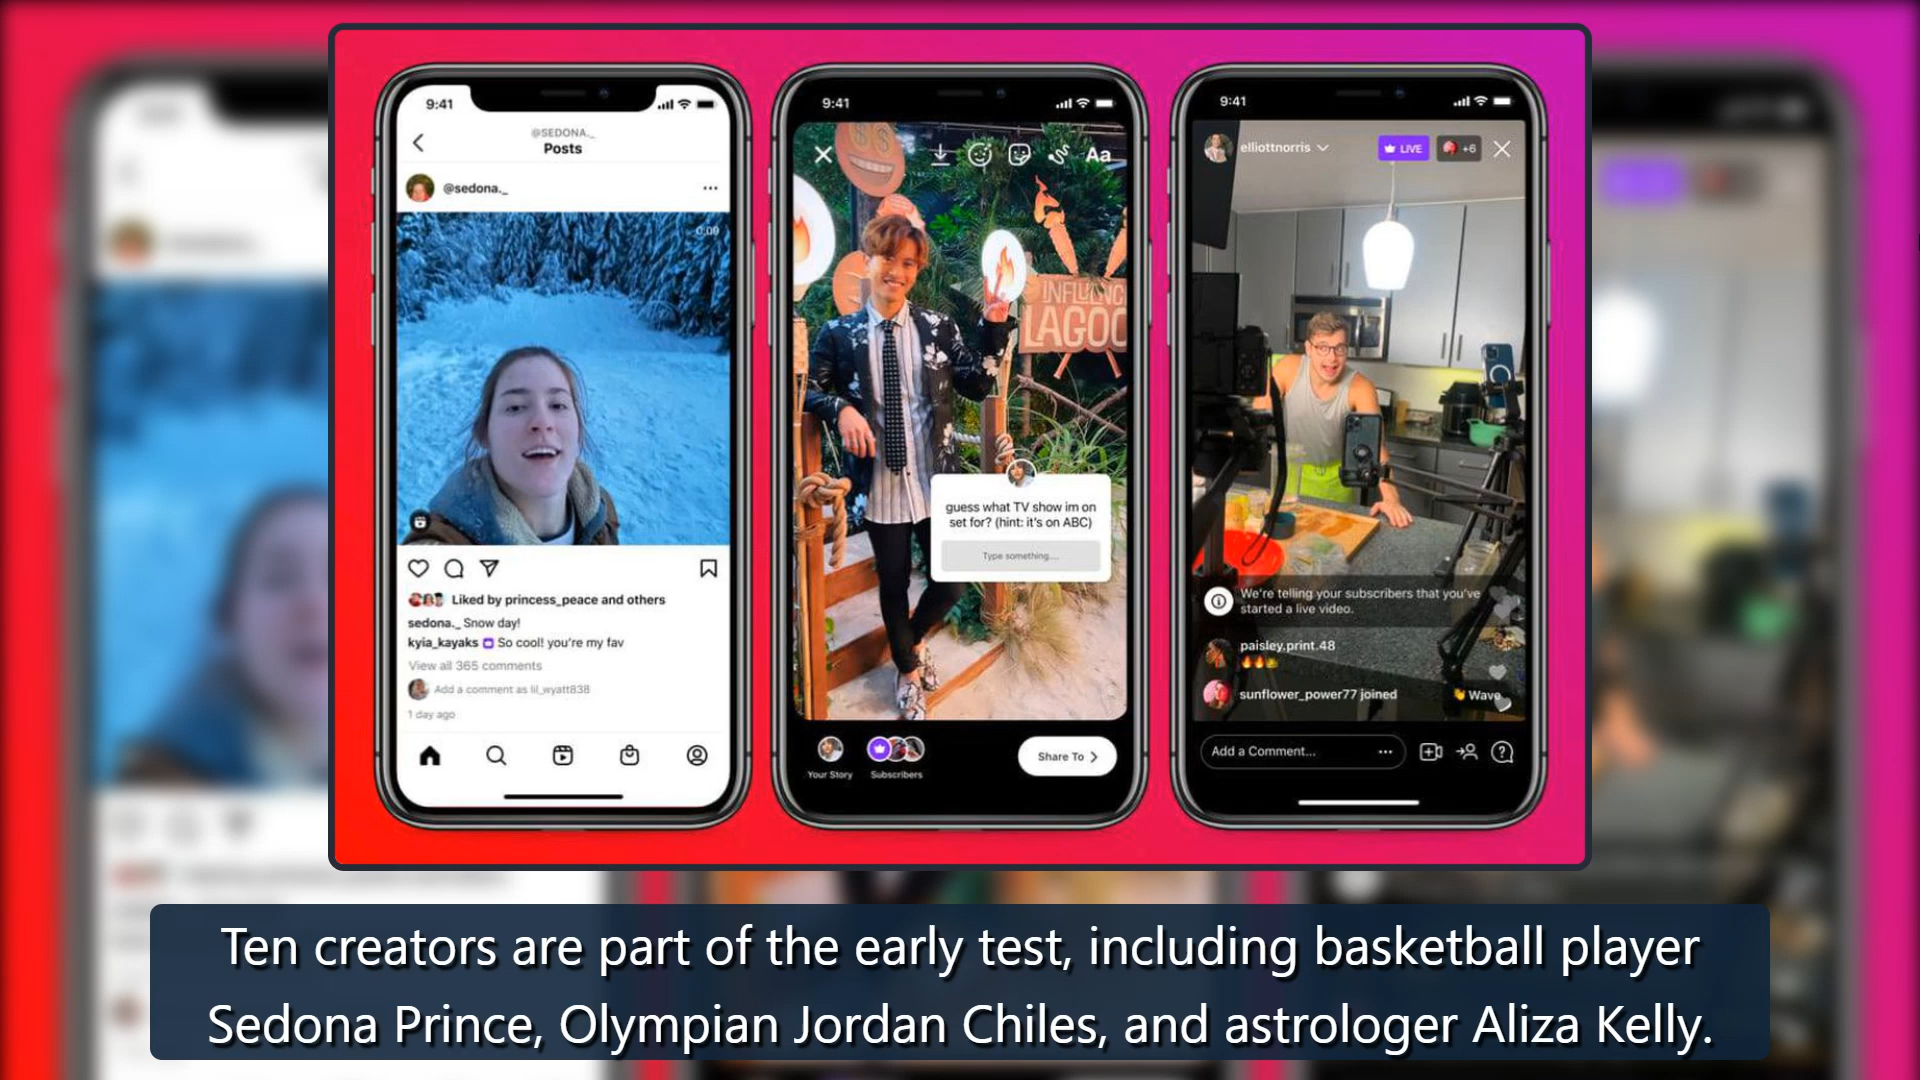 9:41
@SEDONA._
Posts
@sedona._
0:00
Liked by princess_peace and others
sedona._ Snow day!
kyia_kayaks So cool! you're my fav
View all 365 comments
Add a comment as lil_wyatt838
1 day ago
9:41
Aa
INFLUENC
LAGOO
guess what TV show im on
set for? (hint: it's on ABC)
Type something....
Your Story
Subscribers
Share To
9:41
elliottnorris
LIVE
+6
We're telling your subscribers that you've
started a live video.
paisley.print.48
sunflower_power77 joined
Wave
Add a Comment...
Ten creators are part of the early test, including basketball player
Sedona Prince, Olympian Jordan Chiles, and astrologer Aliza Kelly.